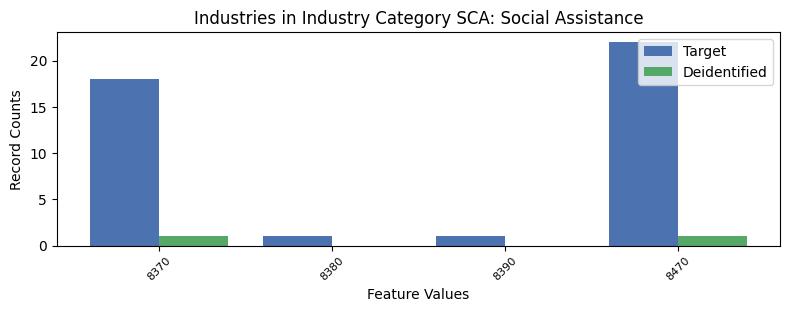 Industries in Industry Category SCA: Social Assistance
Record Counts
20
15
10
5
0
Target
Deidentified
8370
8380
8390
8470
Feature Values